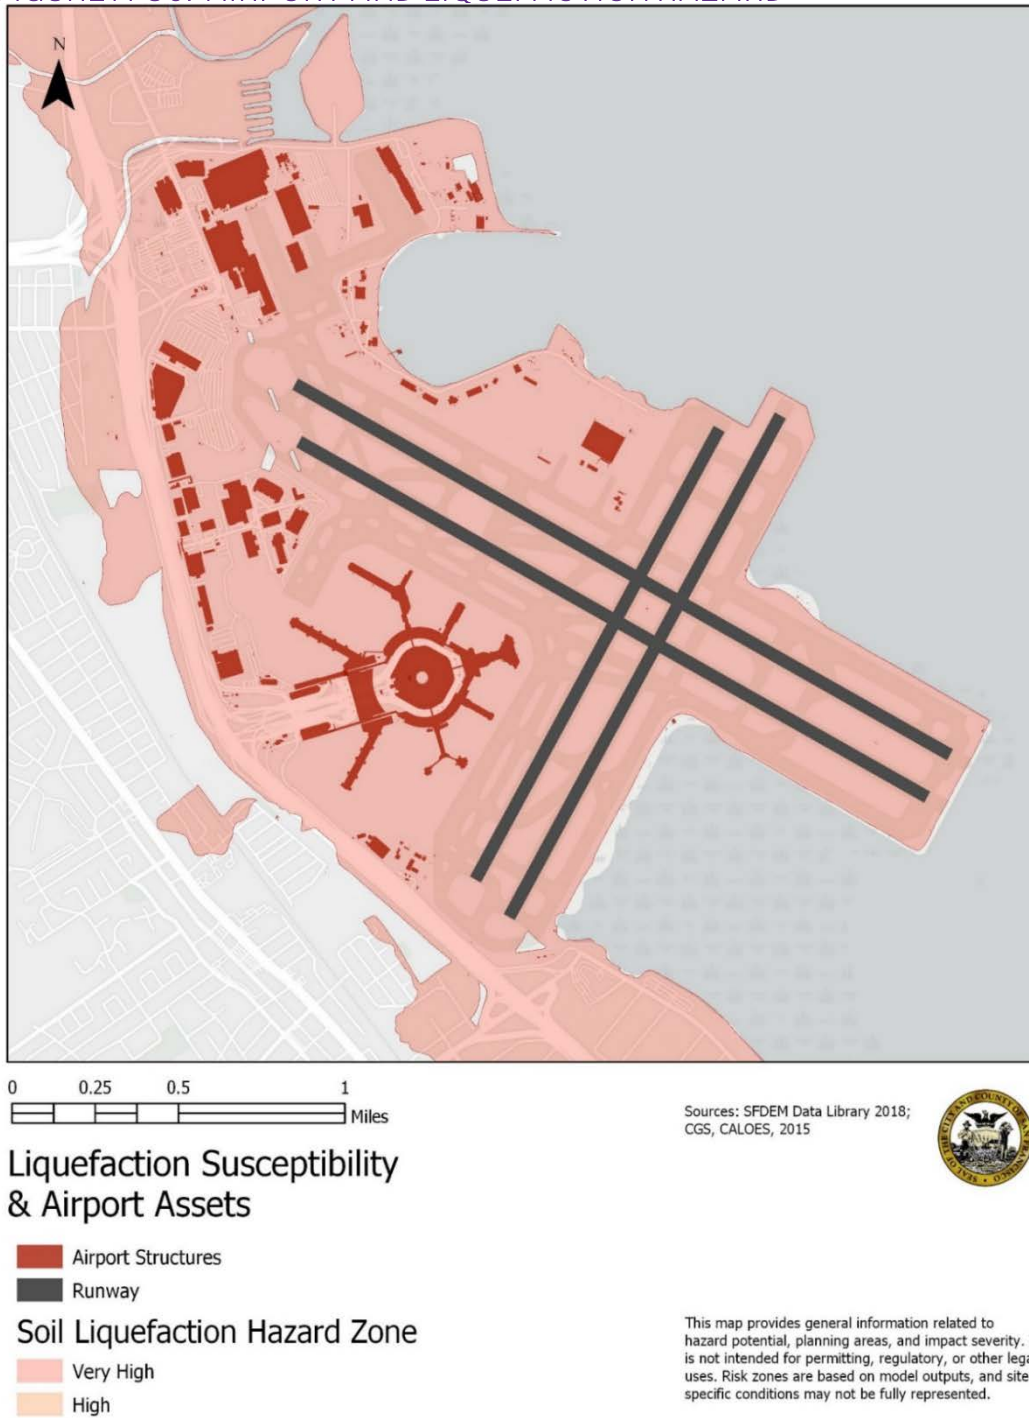 N
0 0.25 0.5 1
Miles
Sources: SFDEM Data Library 2018;
CGS, CALOES, 2015
Liquefaction Susceptibility
& Airport Assets
Airport Structures
Runway
Soil Liquefaction Hazard Zone
Very High
High
This map provides general information related to
hazard potential, planning areas, and impact severity.
is not intended for permitting, regulatory, or other lega
uses. Risk zones are based on model outputs, and site
specific conditions may not be fully represented.